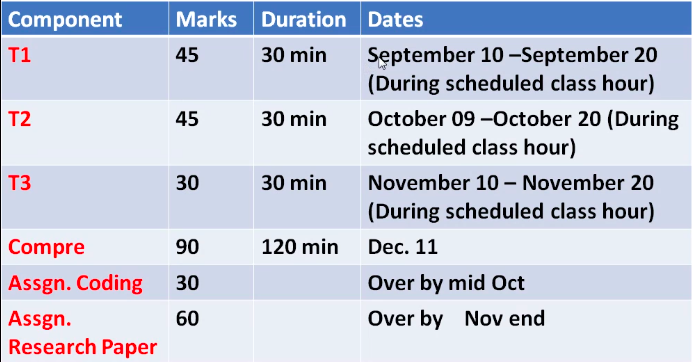 Component Marks Duration Dates
T1 45 30 min September 10 –September 20
(During scheduled class hour)
T2 45 30 min October 09 –October 20 (During
scheduled class hour)
T3 30 30 min November 10 – November 20
(During scheduled class hour)
Compre 90 120 min Dec. 11
Assgn. Coding 30 Over by mid Oct
Assgn. 60 Over by Nov end
Research Paper